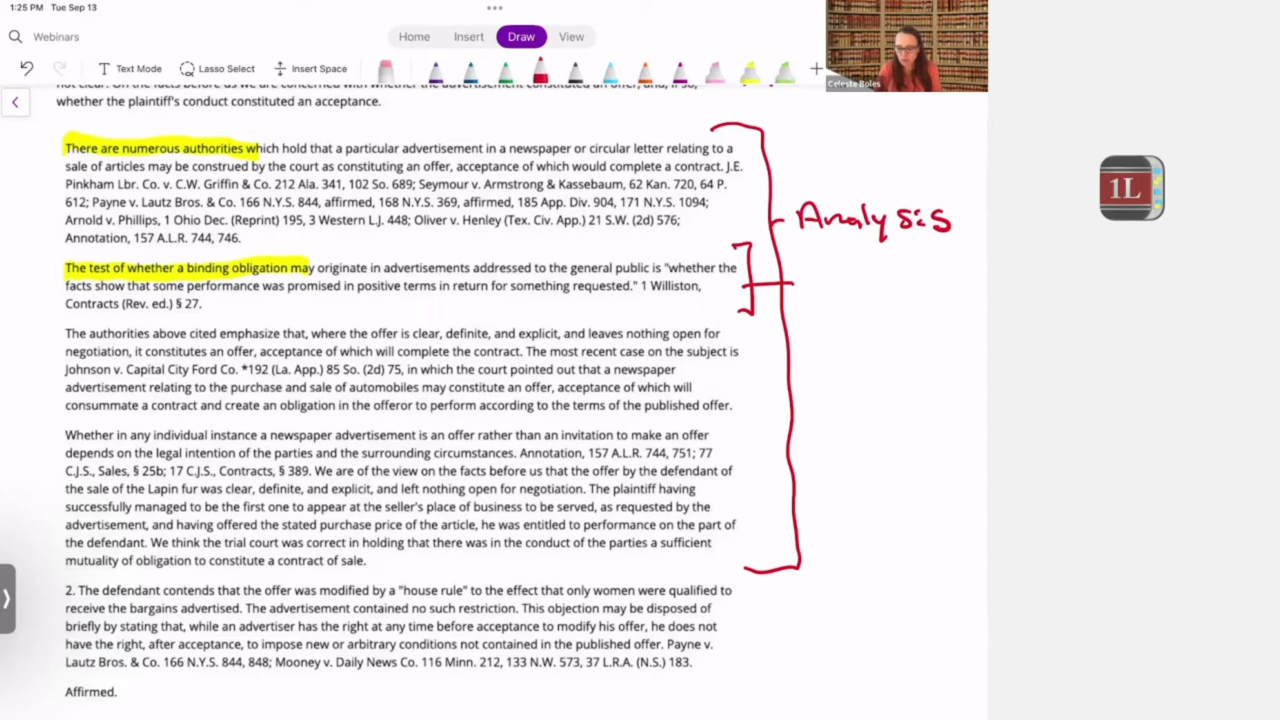 1:25 PM Tue Sep 13
Webinars
Home Insert Draw View
Text Mode Lasso Select Insert Space
Celeste Boles
whether the plaintiff's conduct constituted an acceptance.
There are numerous authorities which hold that a particular advertisement in a newspaper or circular letter relating to a
sale of articles may be construed by the court as constituting an offer, acceptance of which would complete a contract. J.E.
Pinkham Lbr. Co. v. C.W. Griffin & Co. 212 Ala. 341, 102 So. 689; Seymour v. Armstrong & Kassebaum, 62 Kan. 720, 64 P.
612; Payne v. Lautz Bros. & Co. 166 N.Y.S. 844, affirmed, 168 N.Y.S. 369, affirmed, 185 App. Div. 904, 171 N.Y.S. 1094;
Arnold v. Phillips, 1 Ohio Dec. (Reprint) 195, 3 Western L.J. 448; Oliver v. Henley (Tex. Civ. App.) 21 S.W. (2d) 576;
Annotation, 157 A.L.R. 744, 746.
Analysis
1L
The test of whether a binding obligation may originate in advertisements addressed to the general public is "whether the
facts show that some performance was promised in positive terms in return for something requested." 1 Williston,
Contracts (Rev. ed.) § 27.
The authorities above cited emphasize that, where the offer is clear, definite, and explicit, and leaves nothing open for
negotiation, it constitutes an offer, acceptance of which will complete the contract. The most recent case on the subject is
Johnson v. Capital City Ford Co. *192 (La. App.) 85 So. (2d) 75, in which the court pointed out that a newspaper
advertisement relating to the purchase and sale of automobiles may constitute an offer, acceptance of which will
consummate a contract and create an obligation in the offeror to perform according to the terms of the published offer.
Whether in any individual instance a newspaper advertisement is an offer rather than an invitation to make an offer
depends on the legal intention of the parties and the surrounding circumstances. Annotation, 157 A.L.R. 744, 751; 77
C.J.S., Sales, § 25b; 17 C.J.S., Contracts, § 389. We are of the view on the facts before us that the offer by the defendant of
the sale of the Lapin fur was clear, definite, and explicit, and left nothing open for negotiation. The plaintiff having
successfully managed to be the first one to appear at the seller's place of business to be served, as requested by the
advertisement, and having offered the stated purchase price of the article, he was entitled to performance on the part of
the defendant. We think the trial court was correct in holding that there was in the conduct of the parties a sufficient
mutuality of obligation to constitute a contract of sale.
2. The defendant contends that the offer was modified by a "house rule" to the effect that only women were qualified to
receive the bargains advertised. The advertisement contained no such restriction. This objection may be disposed of
briefly by stating that, while an advertiser has the right at any time before acceptance to modify his offer, he does not
have the right, after acceptance, to impose new or arbitrary conditions not contained in the published offer. Payne v.
Lautz Bros. & Co. 166 N.Y.S. 844, 848; Mooney v. Daily News Co. 116 Minn. 212, 133 N.W. 573, 37 L.R.A. (N.S.) 183.
Affirmed.